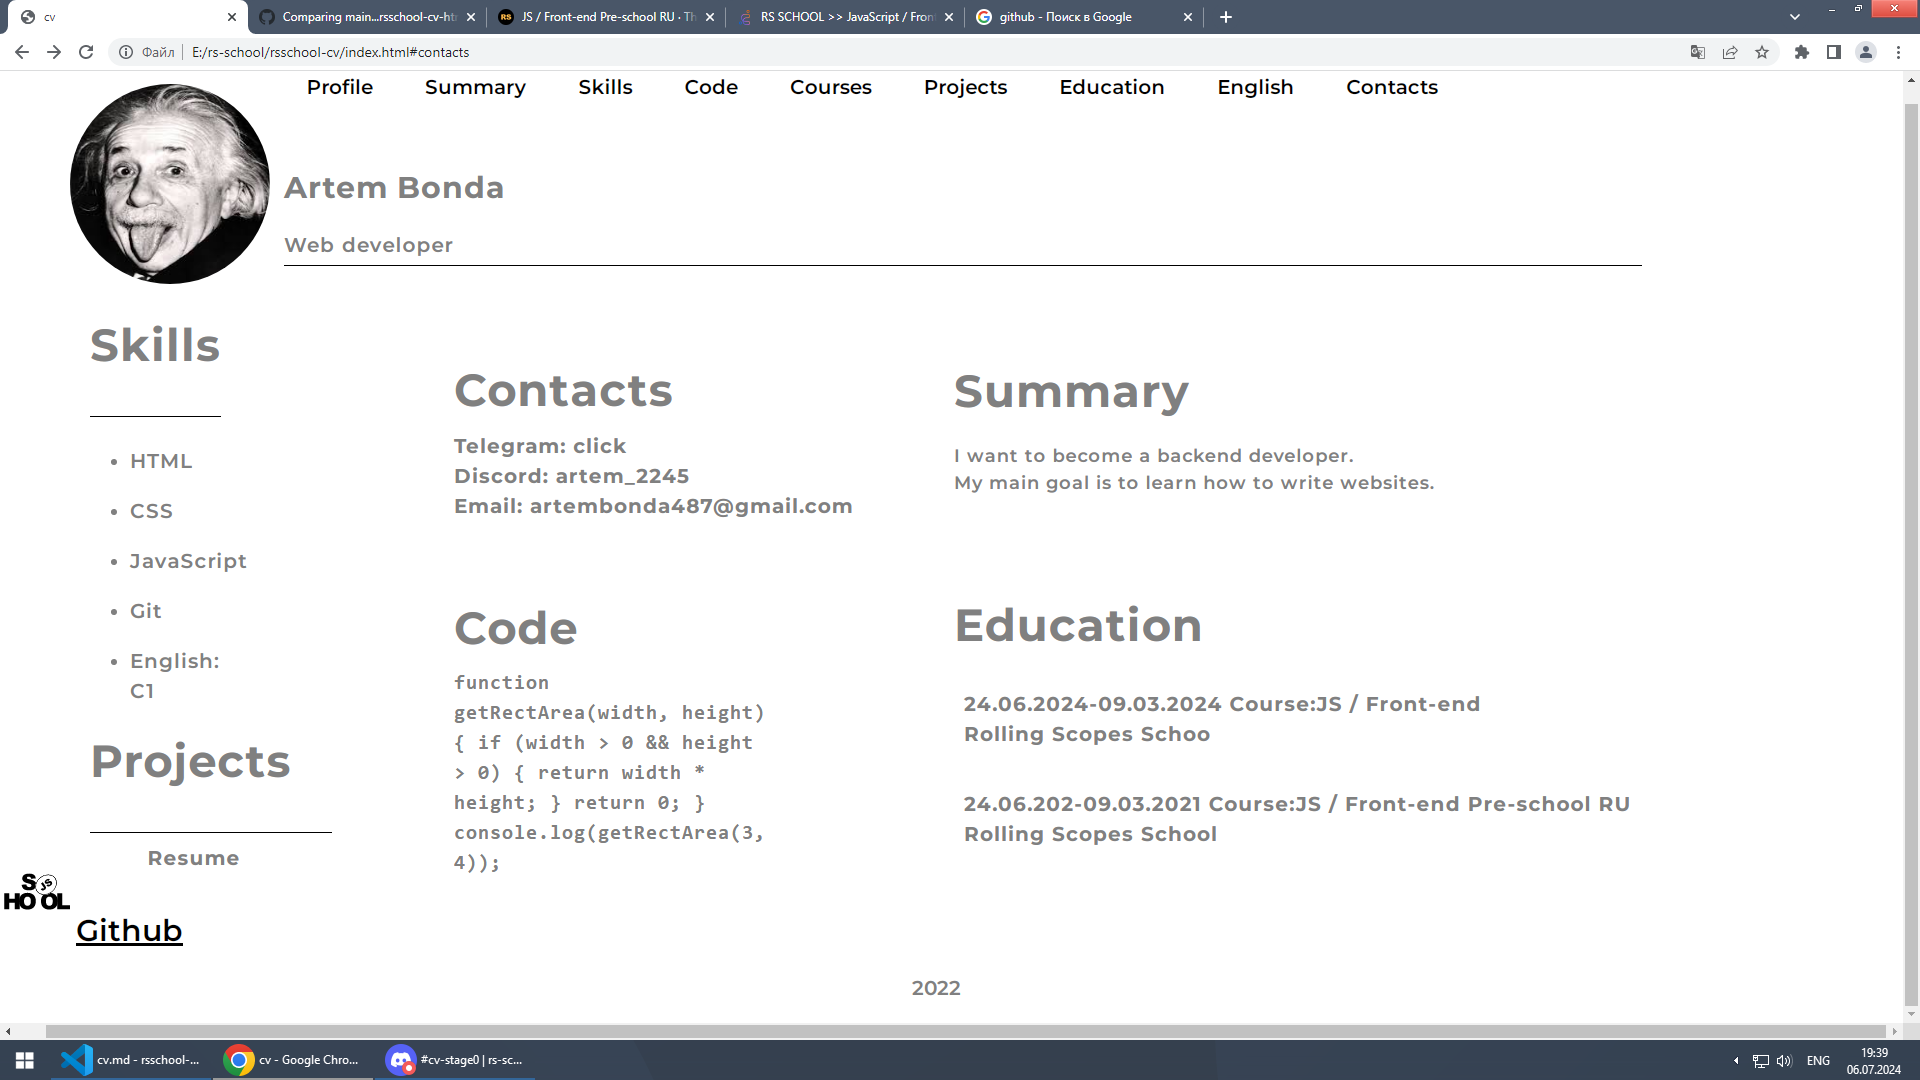 cv
Comparing main...rsschool-cv-ht
JS / Front-end Pre-school RU · Th
RS SCHOOL >> JavaScript / Fron
github - Поиск в Google
Файл
E:/rs-school/rsschool-cv/index.html#contacts
Profile
Summary
Skills
Code
Courses
Projects
Education
English
Contacts
Artem Bonda
Web developer
Skills
HTML
CSS
JavaScript
Git
English:
C1
Projects
Resume
S JS
HO OL
Github
Contacts
Telegram: click
Discord: artem_2245
Email: artembonda487@gmail.com
Code
function
getRectArea(width, height)
{ if (width > 0 && height
> 0) { return width *
height; } return 0; }
console.log(getRectArea(3,
4));
Summary
I want to become a backend developer.
My main goal is to learn how to write websites.
Education
24.06.2024-09.03.2024 Course:JS / Front-end
Rolling Scopes Schoo
24.06.202-09.03.2021 Course:JS / Front-end Pre-school RU
Rolling Scopes School
2022
cv.md - rsschool-...
cv - Google Chro...
#cv-stage0 | rs-sc...
ENG
19:39
06.07.2024